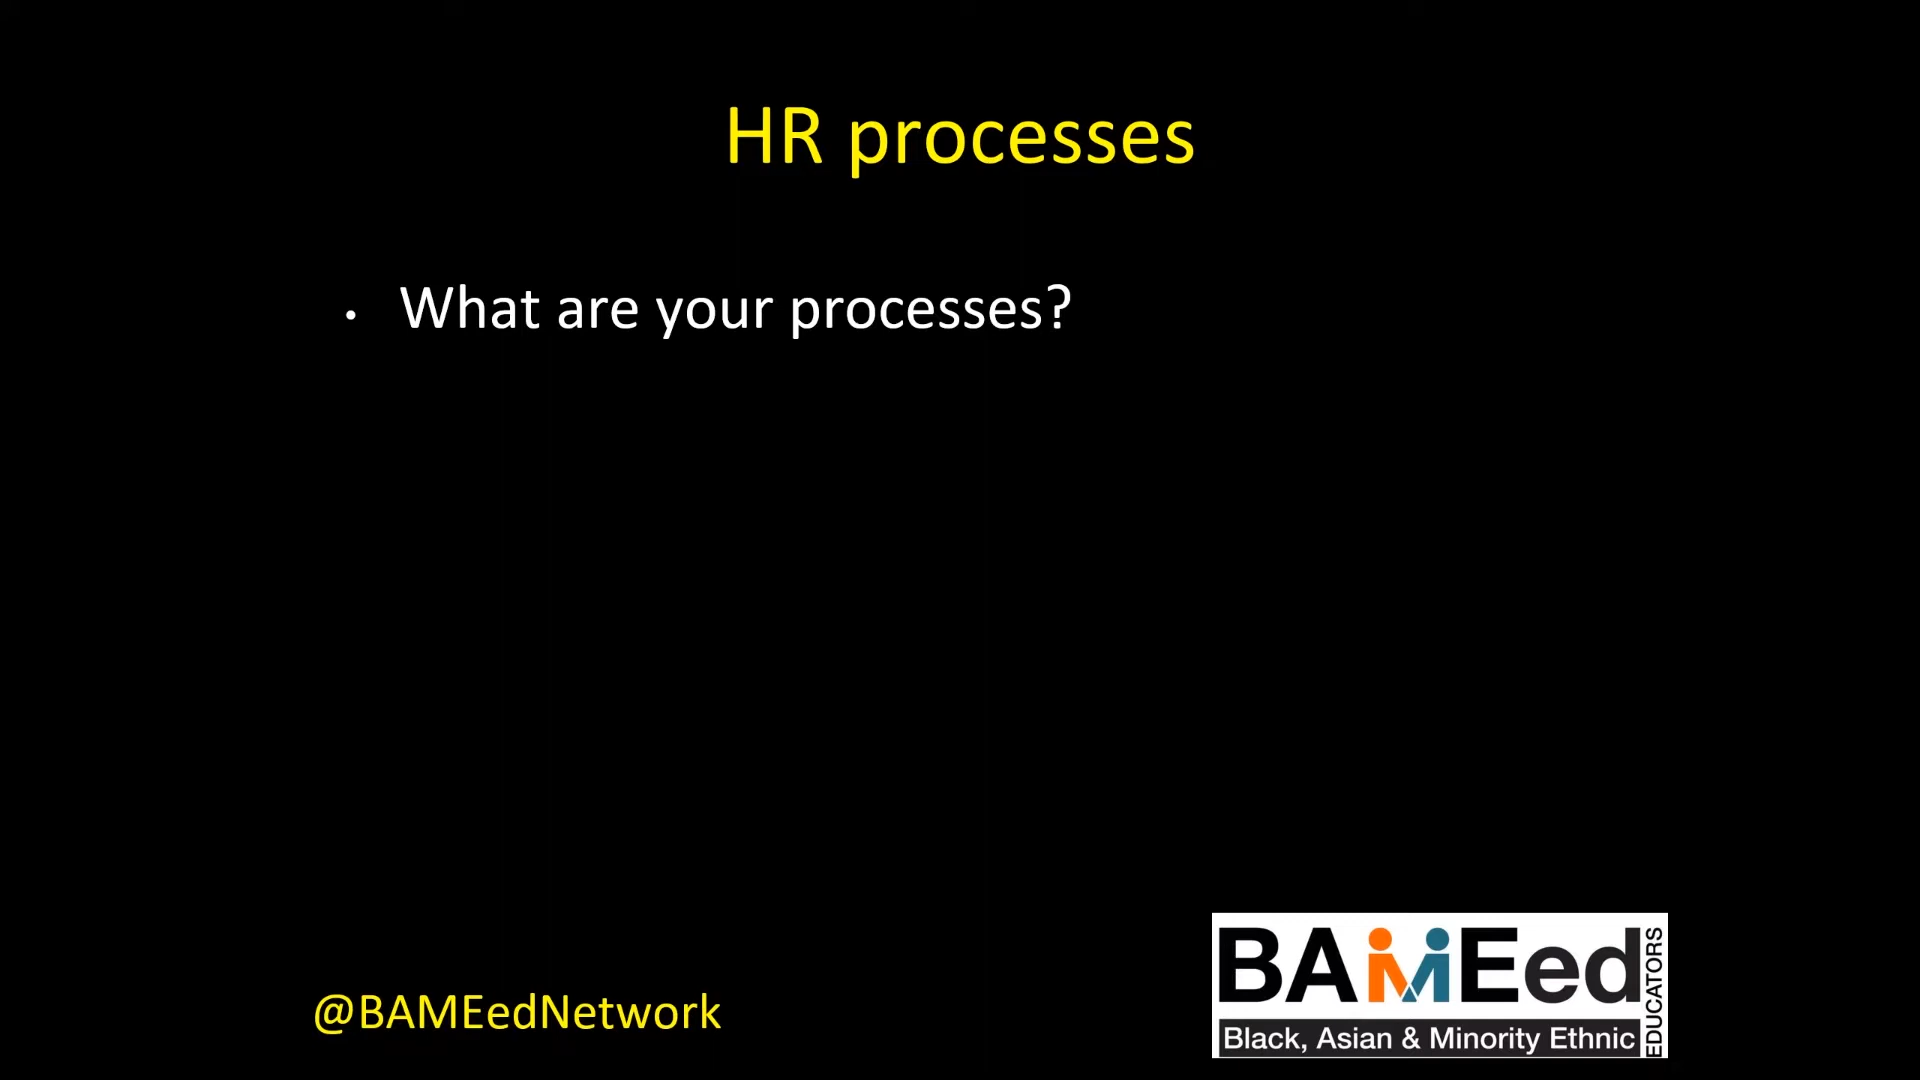 HR processes
• What are your processes?
@BAMEedNetwork
BAMEed
EDUCATORS
Black, Asian & Minority Ethnic